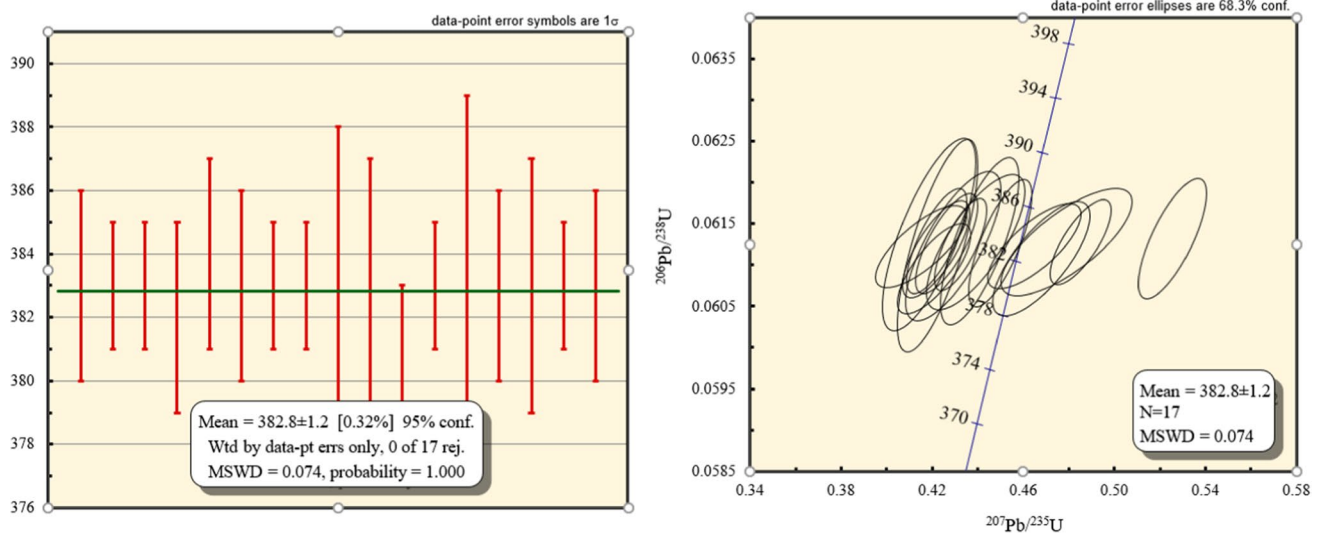 data-point error symbols are 1σ
390
388
386
384
382
380
378
376
Mean = 382.8±1.2 [0.32%] 95% conf.
Wtd by data-pt errs only, 0 of 17 rej.
MSWD = 0.074, probability = 1.000
data-point error ellipses are 68.3% conf.
0.0635
0.0625
0.0615
0.0605
0.0595
0.0585
206Pb/238U
398
394
390
386
382
378
374
370
Mean = 382.8±1.2
N=17
MSWD = 0.074
0.34
0.38
0.42
0.46
0.50
0.54
0.58
207Pb/235U